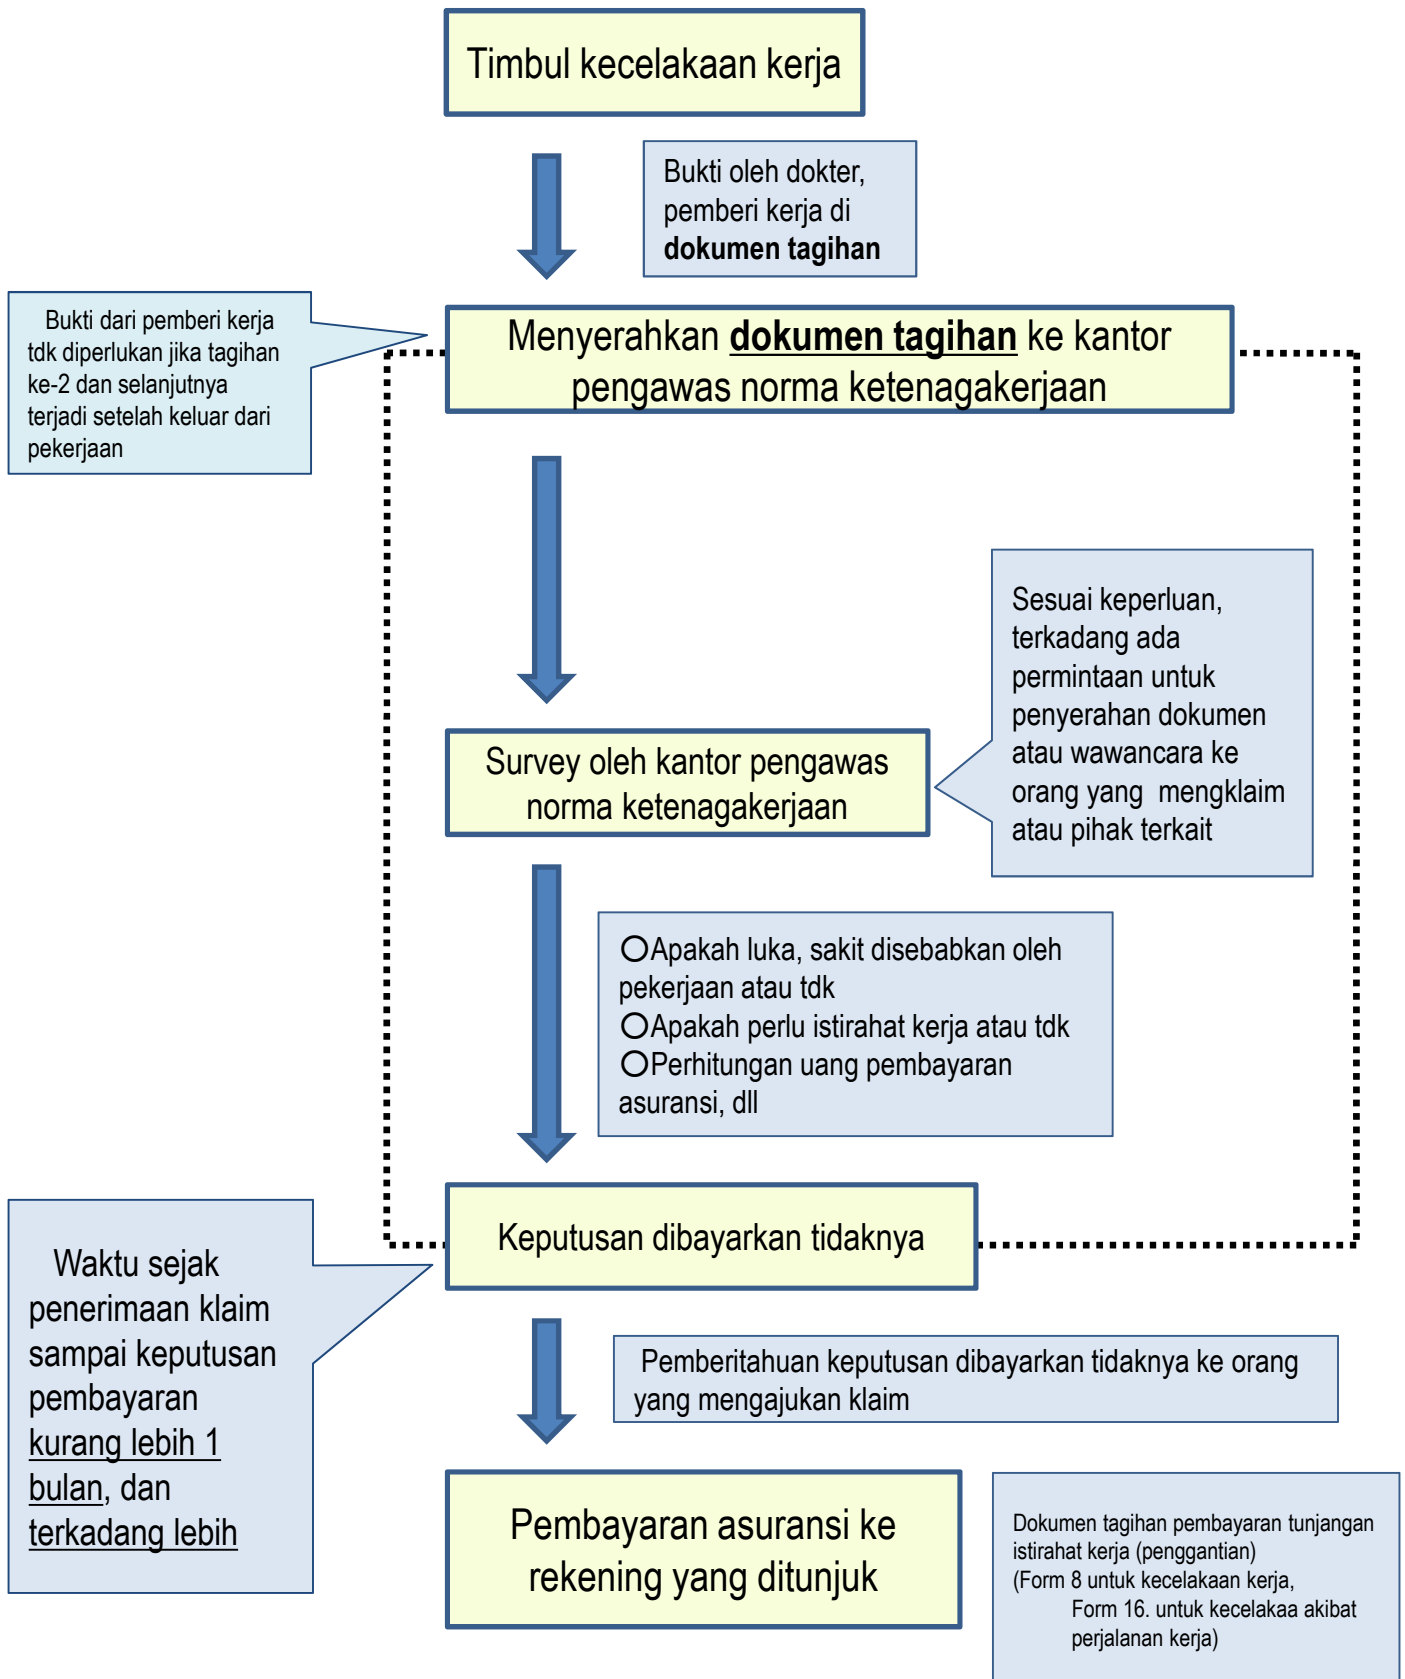 Timbul kecelakaan kerja
Bukti oleh dokter,
pemberi kerja di
dokumen tagihan
Bukti dari pemberi kerja
tdk diperlukan jika tagihan
ke-2 dan selanjutnya
terjadi setelah keluar dari
pekerjaan
Menyerahkan dokumen tagihan ke kantor
pengawas norma ketenagakerjaan
Sesuai keperluan,
terkadang ada
permintaan untuk
penyerahan dokumen
atau wawancara ke
orang yang  mengklaim
atau pihak terkait
Survey oleh kantor pengawas
norma ketenagakerjaan
〇Apakah luka, sakit disebabkan oleh
pekerjaan atau tdk
〇Apakah perlu istirahat kerja atau tdk
〇Perhitungan uang pembayaran
asuransi, dll
Keputusan dibayarkan tidaknya
Waktu sejak
penerimaan klaim
sampai keputusan
pembayaran
kurang lebih 1
bulan, dan
terkadang lebih
Pemberitahuan keputusan dibayarkan tidaknya ke orang
yang mengajukan klaim
Pembayaran asuransi ke
rekening yang ditunjuk
Dokumen tagihan pembayaran tunjangan
istirahat kerja (penggantian)
(Form 8 untuk kecelakaan kerja,
Form 16. untuk kecelakaa akibat
perjalanan kerja)